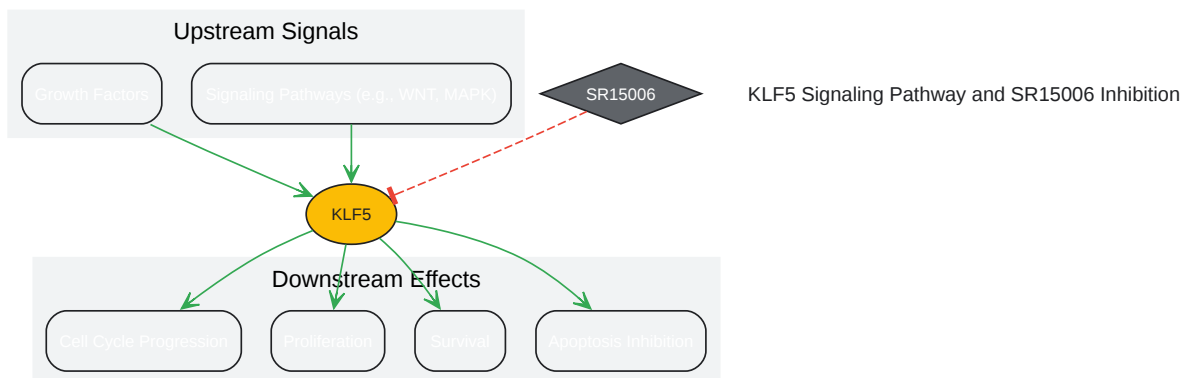 Upstream Signals
Growth Factors
Signaling Pathways (e.g., WNT, MAPK)
SR15006
KLF5 Signaling Pathway and SR15006 Inhibition
KLF5
Downstream Effects
Cell Cycle Progression
Proliferation
Survival
Apoptosis Inhibition